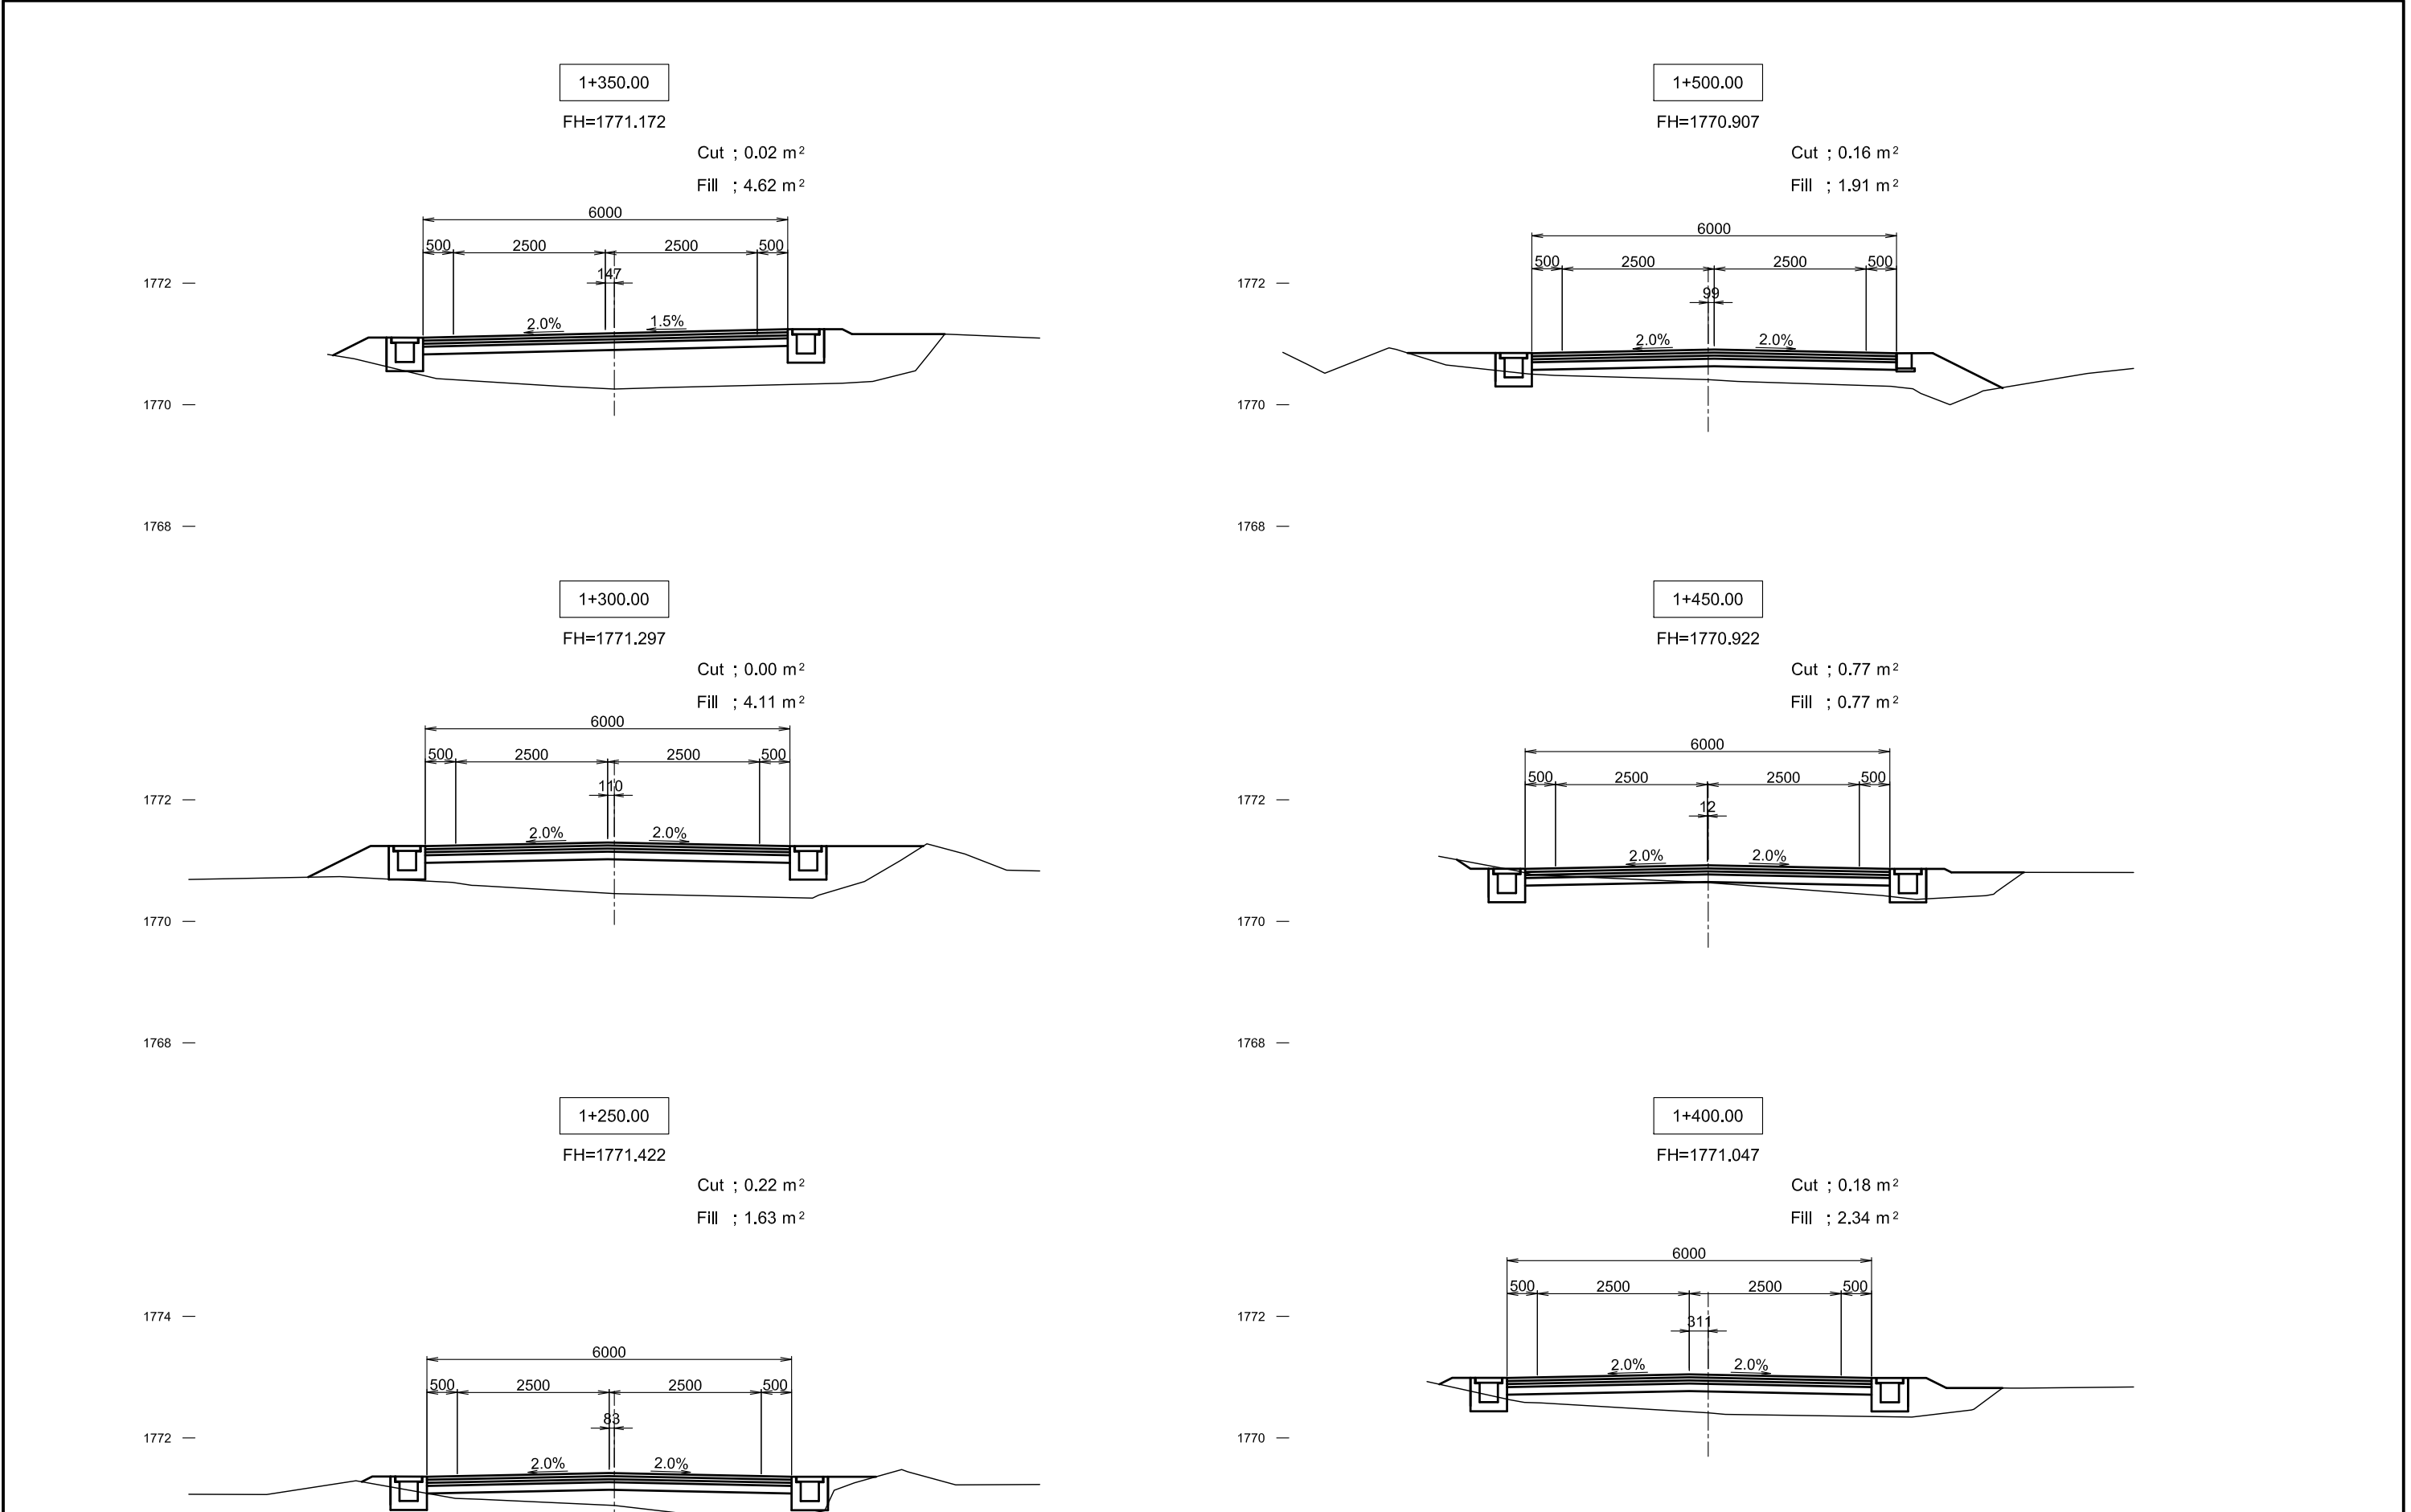 1+350.00
FH=1771.172
Cut ; 0.02 m²
Fill ; 4.62 m²
6000
500 2500 2500 500
147
1772
2.0% 1.5%
1770
1768
1+300.00
FH=1771.297
Cut ; 0.00 m²
Fill ; 4.11 m²
6000
500 2500 2500 500
110
1772
2.0% 2.0%
1770
1768
1+250.00
FH=1771.422
Cut ; 0.22 m²
Fill ; 1.63 m²
1774
6000
500 2500 2500 500
83
1772
2.0% 2.0%
1+500.00
FH=1770.907
Cut ; 0.16 m²
Fill ; 1.91 m²
6000
500 2500 2500 500
1772
99
2.0% 2.0%
1770
1768
1+450.00
FH=1770.922
Cut ; 0.77 m²
Fill ; 0.77 m²
6000
500 2500 2500 500
1772
12
2.0% 2.0%
1770
1768
1+400.00
FH=1771.047
Cut ; 0.18 m²
Fill ; 2.34 m²
6000
500 2500 2500 500
1772
311
2.0% 2.0%
1770